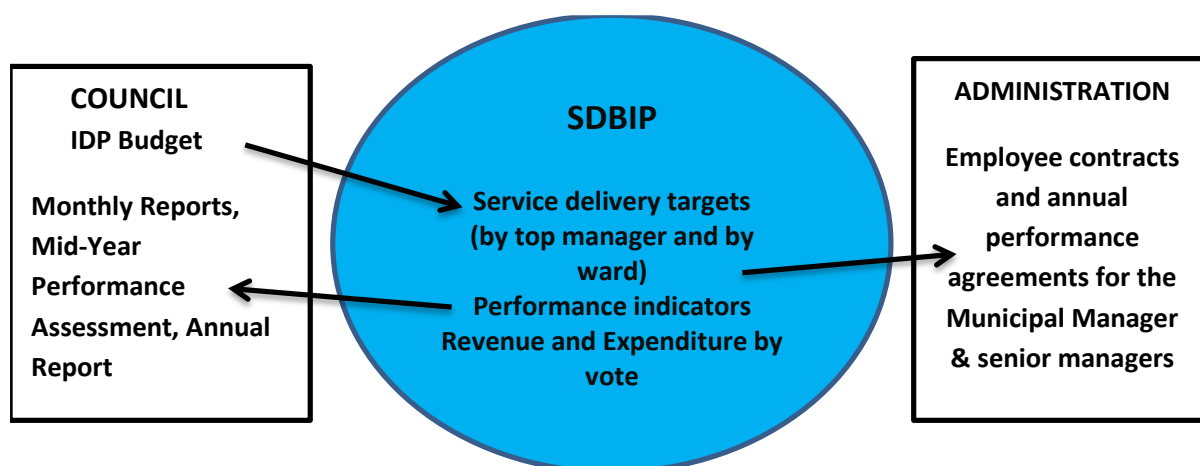 COUNCIL
IDP Budget
Monthly Reports,
Mid-Year
Performance
Assessment, Annual
Report
SDBIP
Service delivery targets
(by top manager and by
ward)
Performance indicators
Revenue and Expenditure by
vote
ADMINISTRATION
Employee contracts
and annual
performance
agreements for the
Municipal Manager
& senior managers